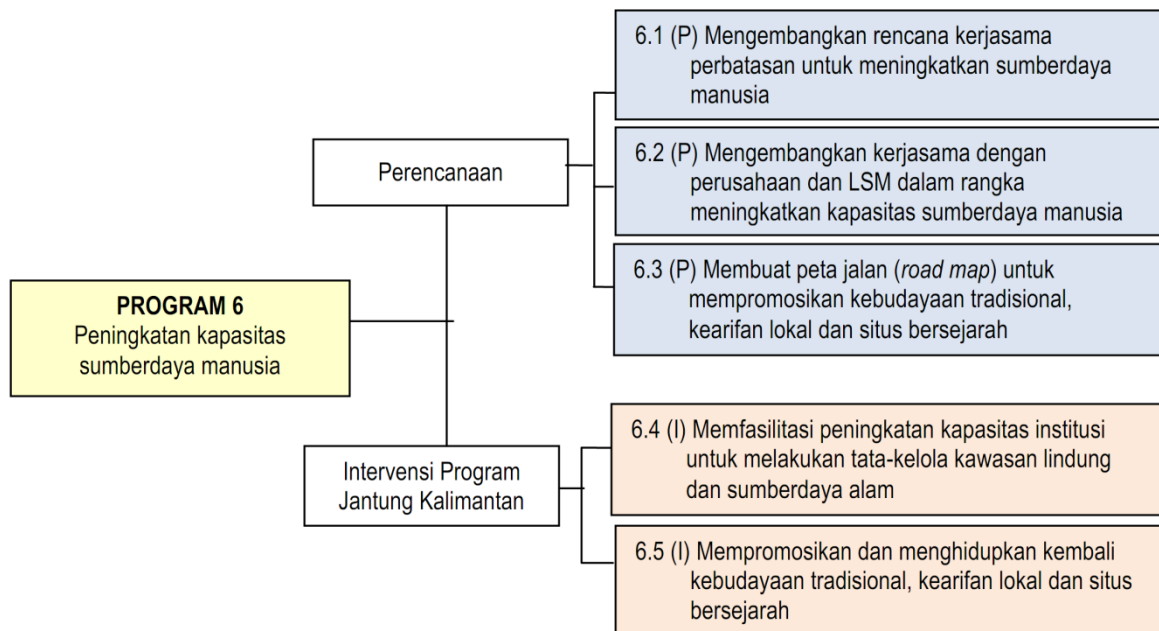 PROGRAM 6
Peningkatan kapasitas
sumberdaya manusia
Perencanaan
6.1 (P) Mengembangkan rencana kerjasama
perbatasan untuk meningkatkan sumberdaya
manusia
6.2 (P) Mengembangkan kerjasama dengan
perusahaan dan LSM dalam rangka
meningkatkan kapasitas sumberdaya manusia
6.3 (P) Membuat peta jalan (road map) untuk
mempromosikan kebudayaan tradisional,
kearifan lokal dan situs bersejarah
Intervensi Program
Jantung Kalimantan
6.4 (I) Memfasilitasi peningkatan kapasitas institusi
untuk melakukan tata-kelola kawasan lindung
dan sumberdaya alam
6.5 (I) Mempromosikan dan menghidupkan kembali
kebudayaan tradisional, kearifan lokal dan situs
bersejarah